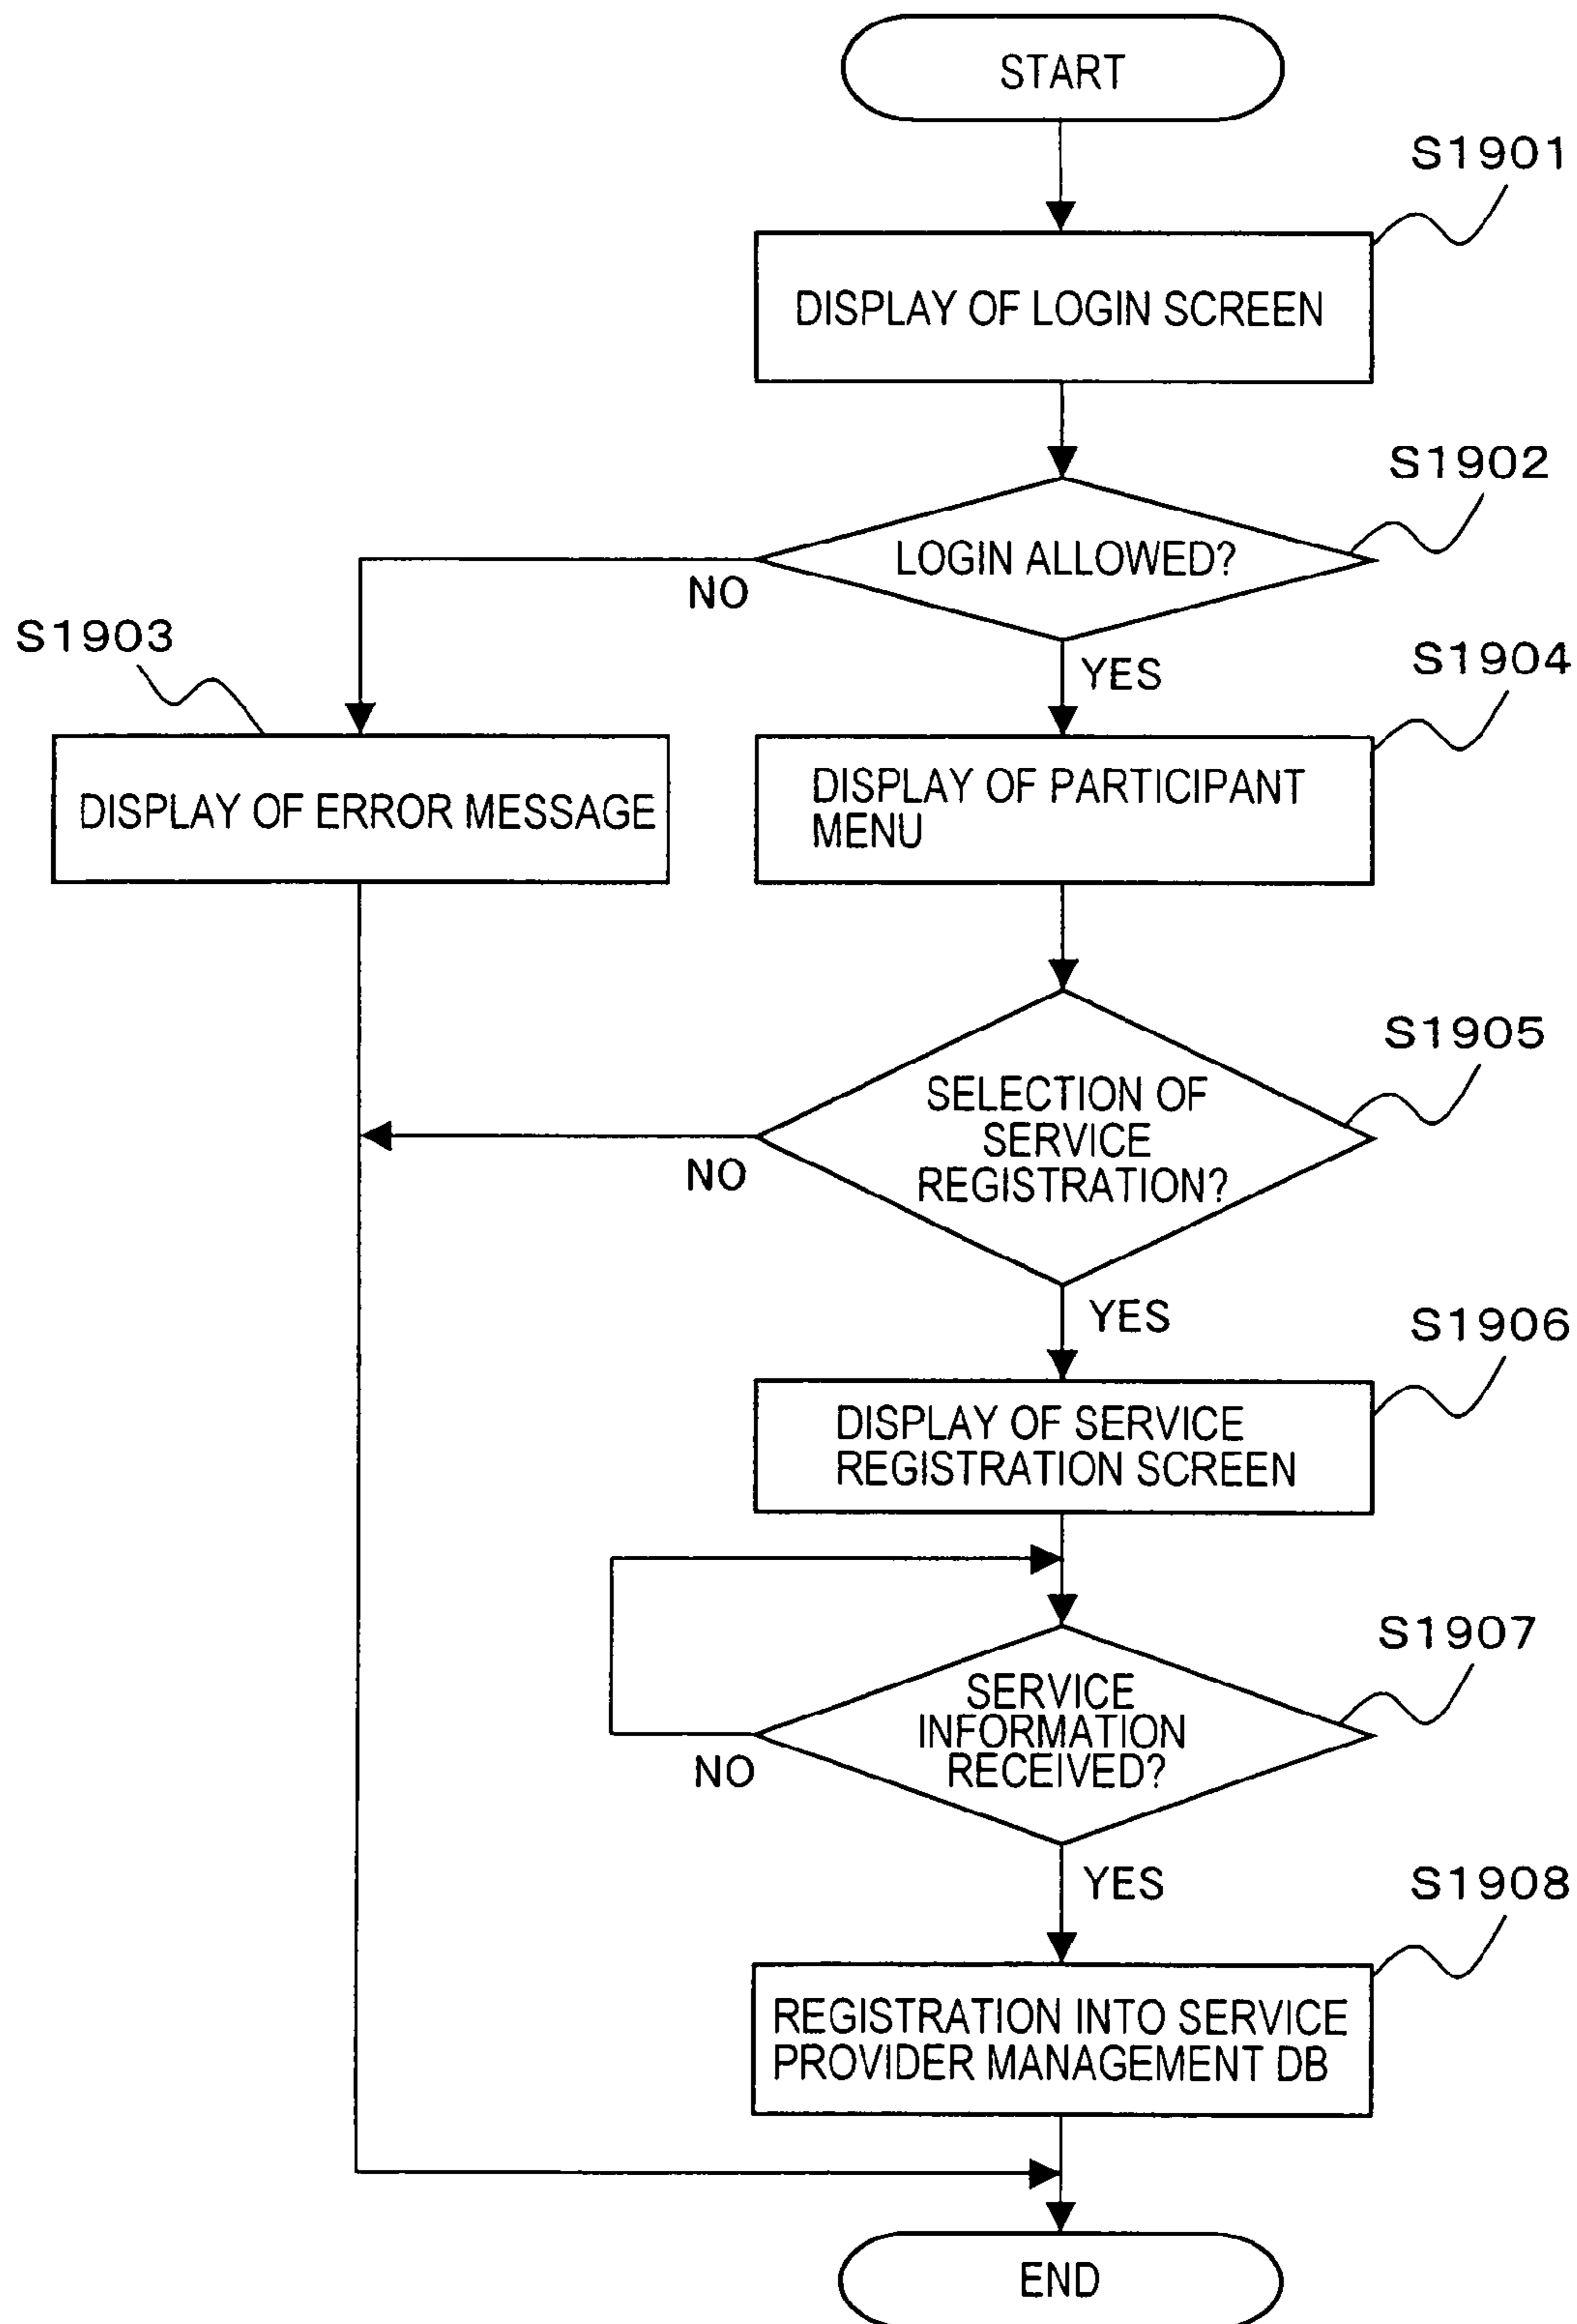 START
S1901
DISPLAY OF LOGIN SCREEN
S1902
LOGIN ALLOWED?
NO
YES
S1903
DISPLAY OF ERROR MESSAGE
S1904
DISPLAY OF PARTICIPANT
MENU
S1905
SELECTION OF
SERVICE
REGISTRATION?
NO
YES
S1906
DISPLAY OF SERVICE
REGISTRATION SCREEN
S1907
SERVICE
INFORMATION
RECEIVED?
NO
YES
S1908
REGISTRATION INTO SERVICE
PROVIDER MANAGEMENT DB
END